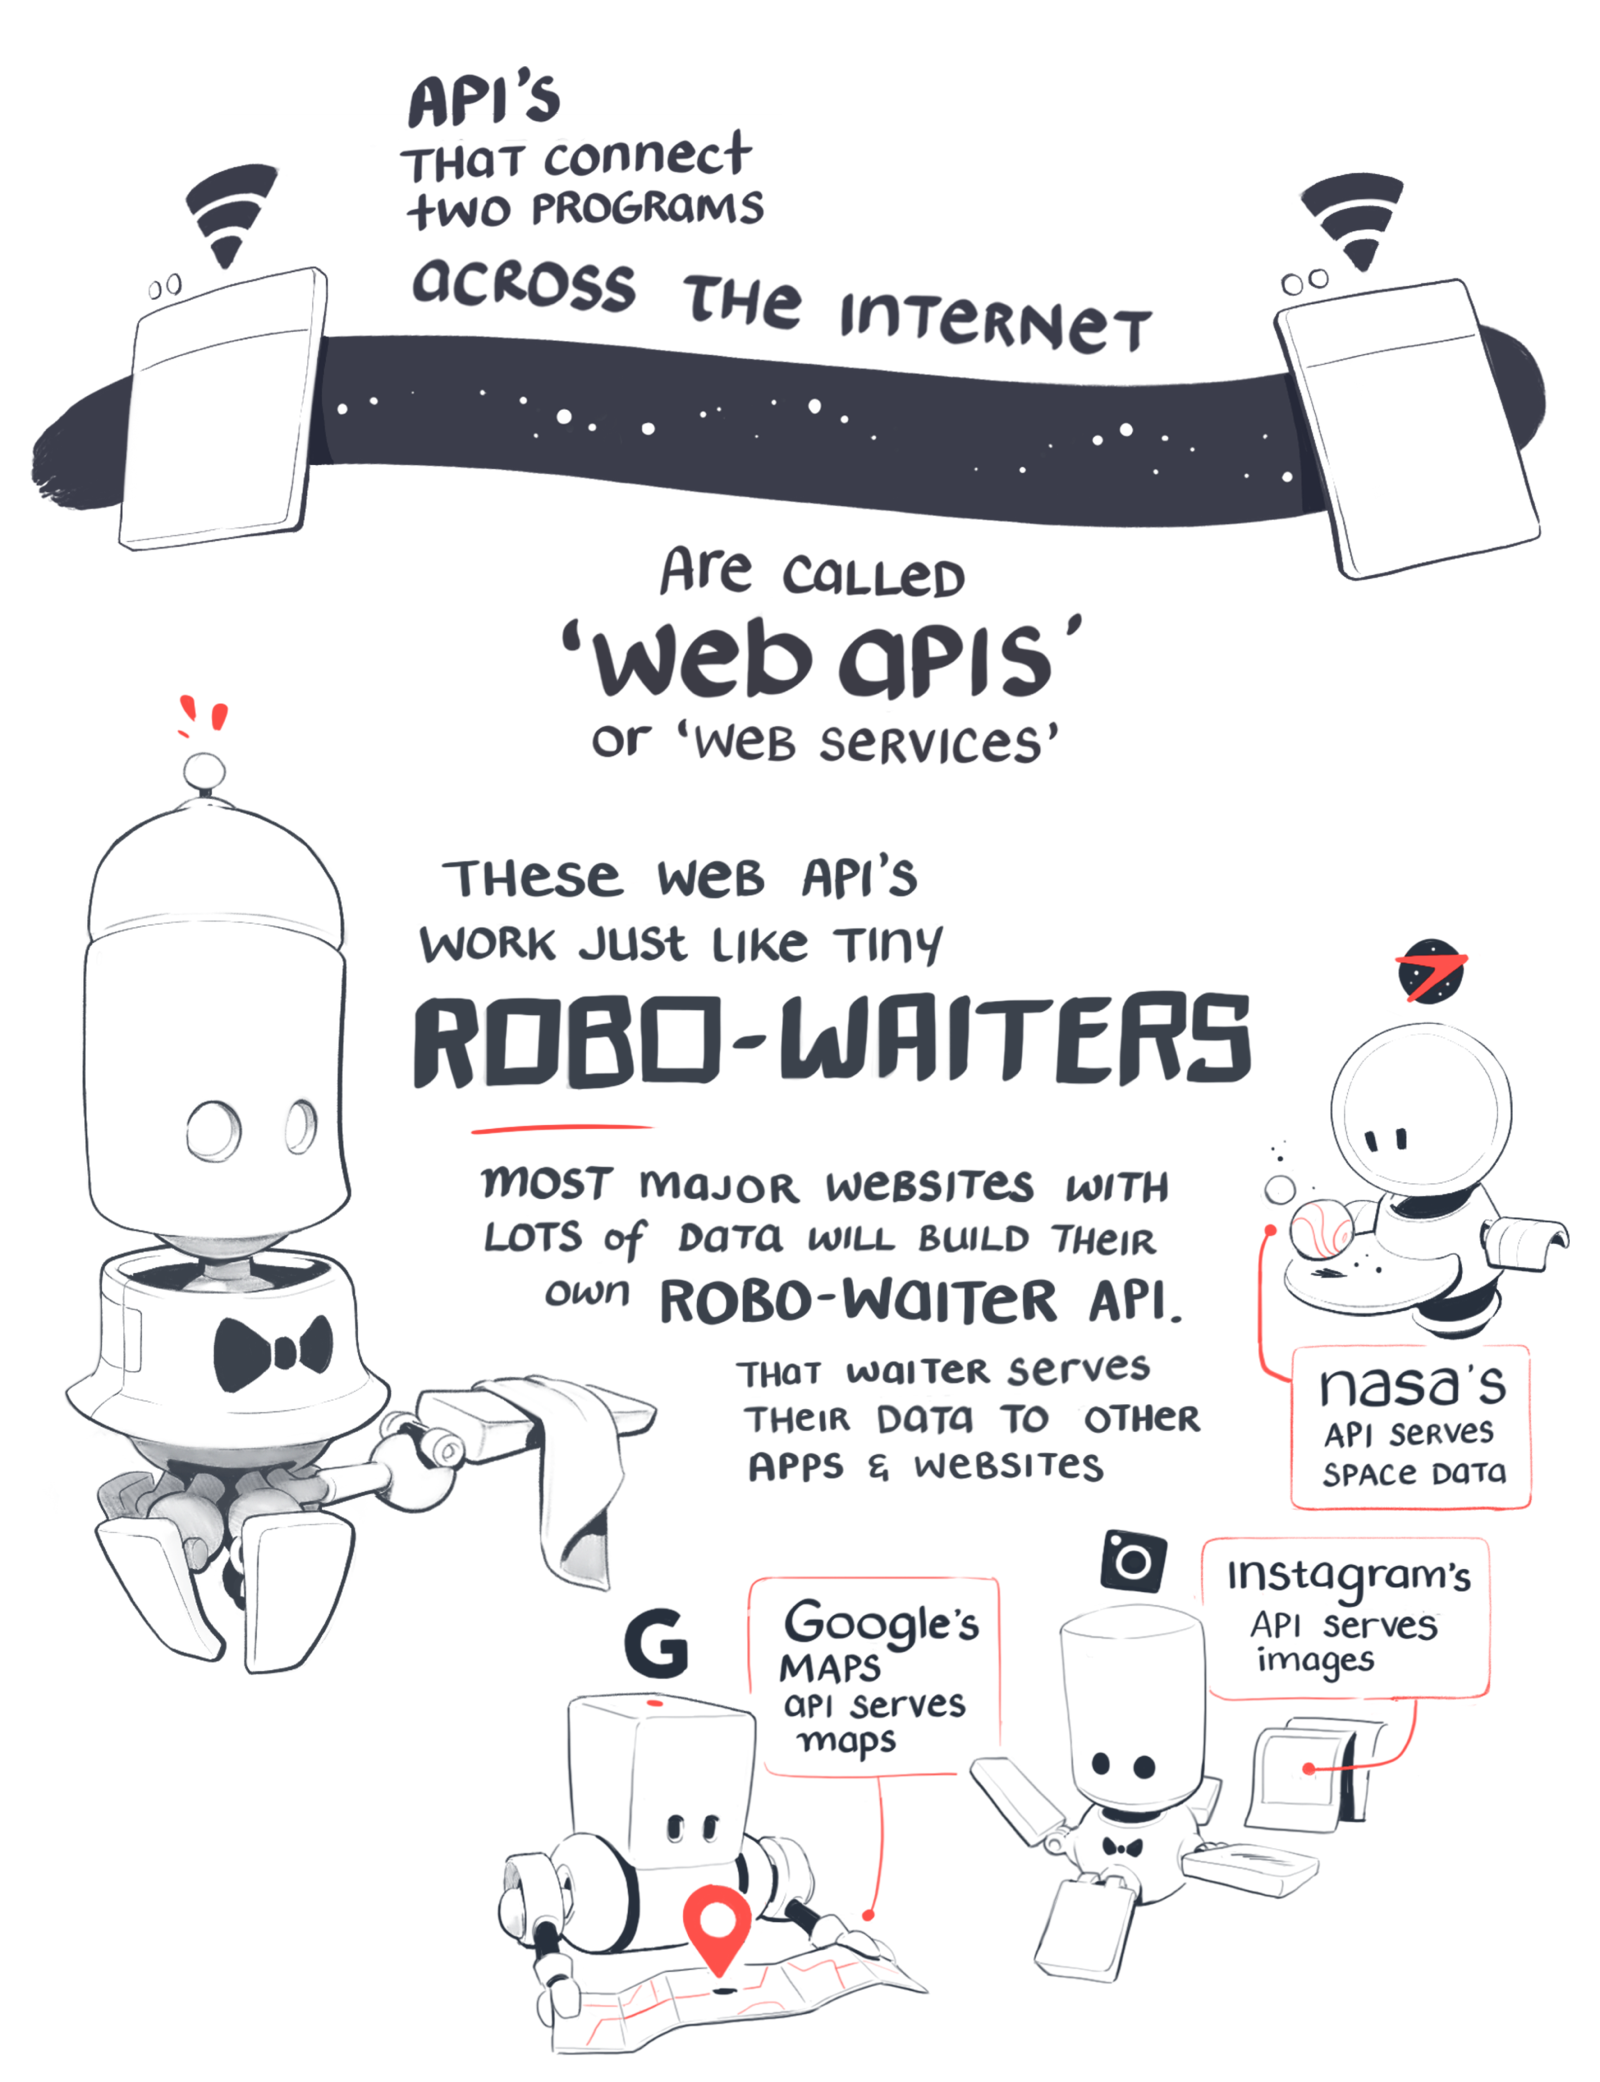 API's
THAT connect
two PROGRAMS
ACROSS THE INTERNET
Are CALLED
'Web APIs'
or 'WEB SERVICES'
THESE WEB API'S
WORK JUST LIKE TINY
ROBO-WAITERS
MOST MAJOR WEBSITES WITH
LOTS of DATA WILL BUILD THEIR
own ROBO-WAITER API.
THAT WAITER SERVES
THEIR DATA TO OTHER
APPS & WEBSITES
nasa's
API SERVES
SPACE DATA
Instagram's
API serves
images
G
Google's
MAPS
API serves
maps